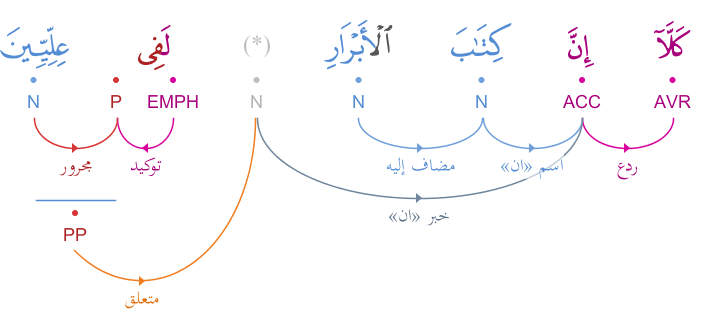 كَلَّآ إِنَّ كِتَٰبَ ٱلْأَبْرَارِ (*) لَفِى عِلِّيِّينَ
AVR ACC N N N EMPH P N
ردع اسم «ان» مضاف إليه توكيد مجرور
خبر «ان»
PP
متعلق